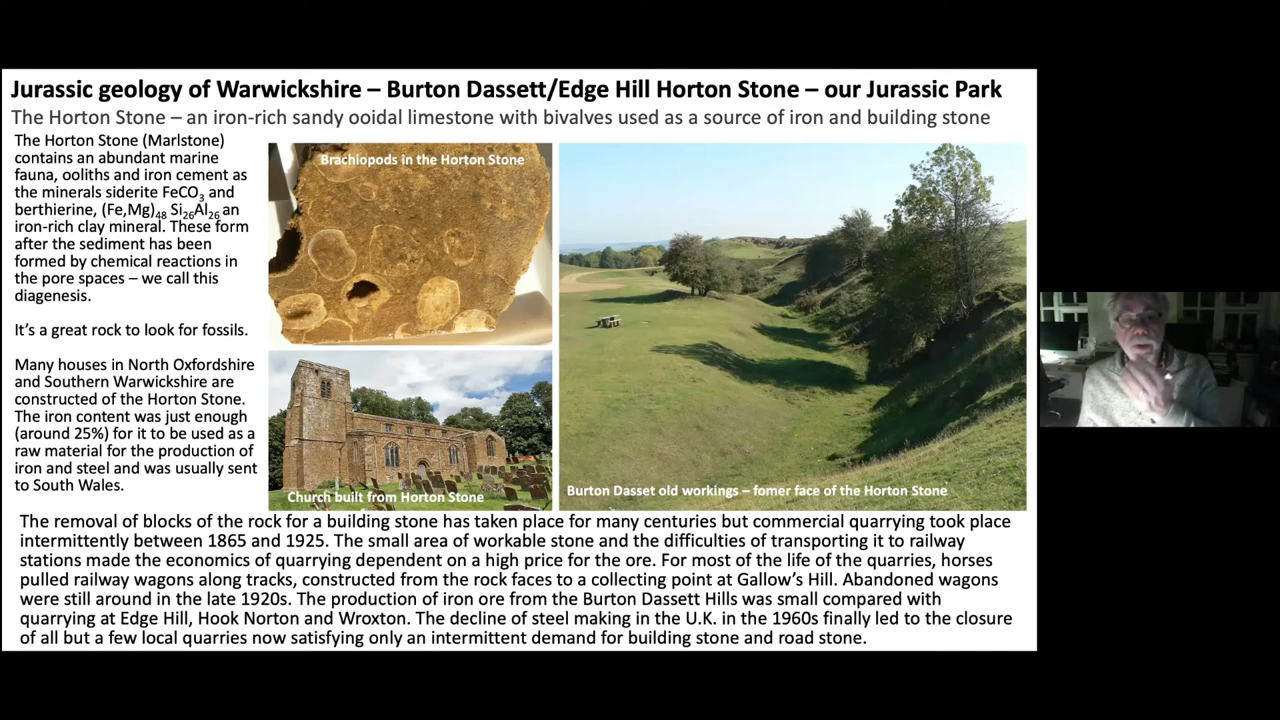 Jurassic geology of Warwickshire – Burton Dassett/Edge Hill Horton Stone – our Jurassic Park
The Horton Stone – an iron-rich sandy ooidal limestone with bivalves used as a source of iron and building stone
The Horton Stone (Marlstone)
contains an abundant marine
fauna, ooliths and iron cement as
the minerals siderite FeCO₃ and
berthierine, (Fe,Mg)₄₈ Si₂₆Al₂₆ an
iron-rich clay mineral. These form
after the sediment has been
formed by chemical reactions in
the pore spaces – we call this
diagenesis.
It's a great rock to look for fossils.
Many houses in North Oxfordshire
and Southern Warwickshire are
constructed of the Horton Stone.
The iron content was just enough
(around 25%) for it to be used as a
raw material for the production of
iron and steel and was usually sent
to South Wales.
Brachiopods in the Horton Stone
Church built from Horton Stone
Burton Dasset old workings – fomer face of the Horton Stone
The removal of blocks of the rock for a building stone has taken place for many centuries but commercial quarrying took place
intermittently between 1865 and 1925. The small area of workable stone and the difficulties of transporting it to railway
stations made the economics of quarrying dependent on a high price for the ore. For most of the life of the quarries, horses
pulled railway wagons along tracks, constructed from the rock faces to a collecting point at Gallow's Hill. Abandoned wagons
were still around in the late 1920s. The production of iron ore from the Burton Dassett Hills was small compared with
quarrying at Edge Hill, Hook Norton and Wroxton. The decline of steel making in the U.K. in the 1960s finally led to the closure
of all but a few local quarries now satisfying only an intermittent demand for building stone and road stone.